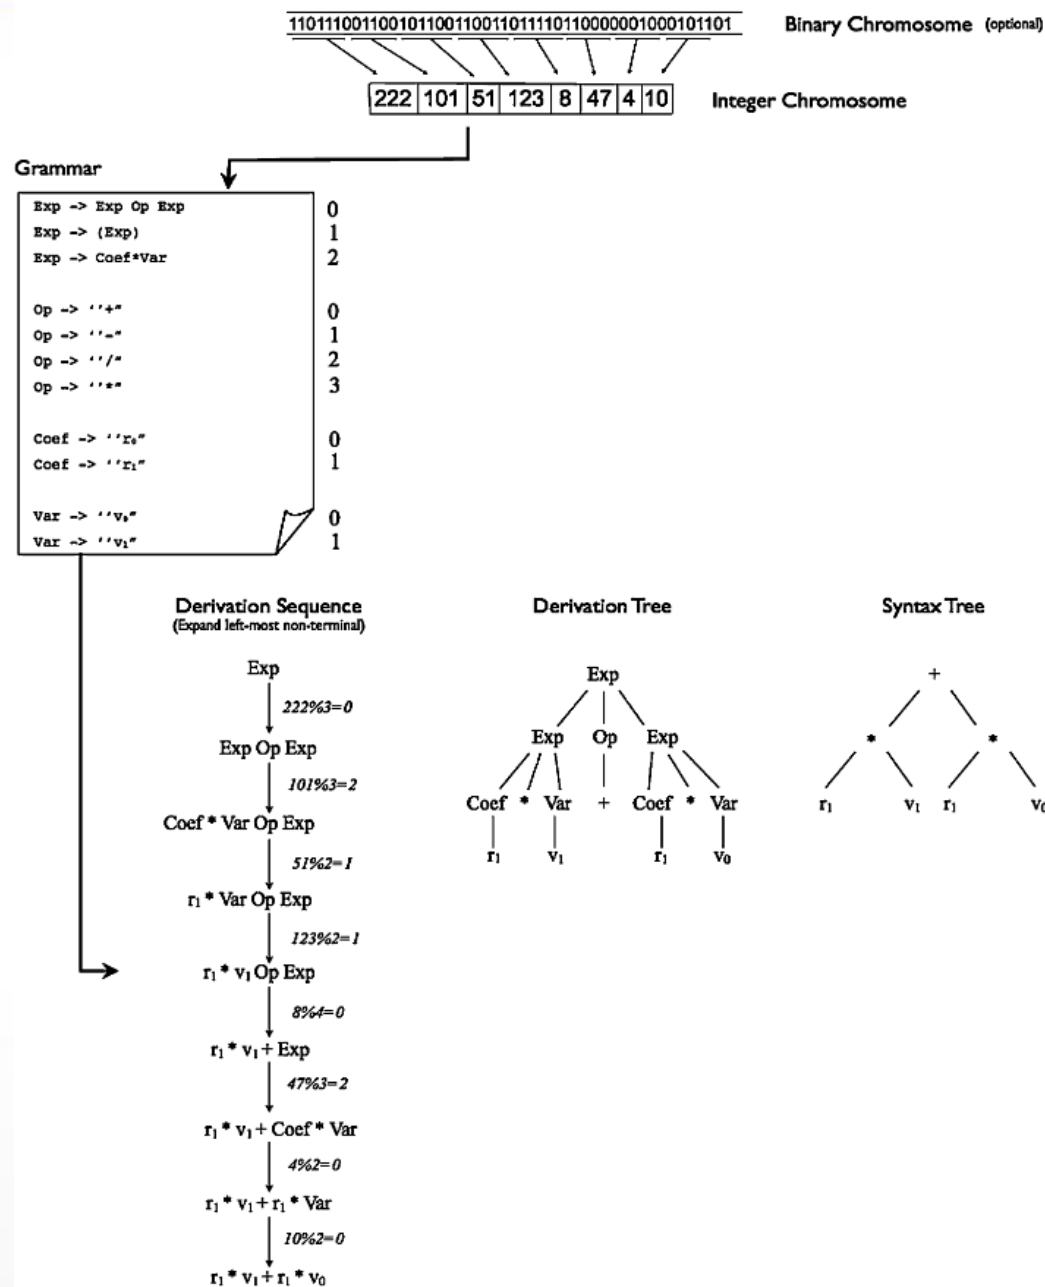 11011100110010110011001101111011000000010001011​01 Binary Chromosome (optional)
222 101 51 123 8 47 4 10 Integer Chromosome
Grammar
Exp -> Exp Op Exp 0
Exp -> (Exp) 1
Exp -> Coef*Var 2
Op -> ‘‘+” 0
Op -> ‘‘-” 1
Op -> ‘‘/” 2
Op -> ‘‘*” 3
Coef -> ‘‘r₀” 0
Coef -> ‘‘r₁” 1
Var -> ‘‘v₀” 0
Var -> ‘‘v₁” 1
Derivation Sequence
(Expand left-most non-terminal)
Exp
222%3=0
Exp Op Exp
101%3=2
Coef * Var Op Exp
51%2=1
r₁ * Var Op Exp
123%2=1
r₁ * v₁ Op Exp
8%4=0
r₁ * v₁ + Exp
47%3=2
r₁ * v₁ + Coef * Var
4%2=0
r₁ * v₁ + r₁ * Var
10%2=0
r₁ * v₁ + r₁ * v₀
Derivation Tree
Exp
Exp Op Exp
Coef * Var + Coef * Var
r₁ v₁ r₁ v₀
Syntax Tree
+
* *
r₁ v₁ r₁ v₀